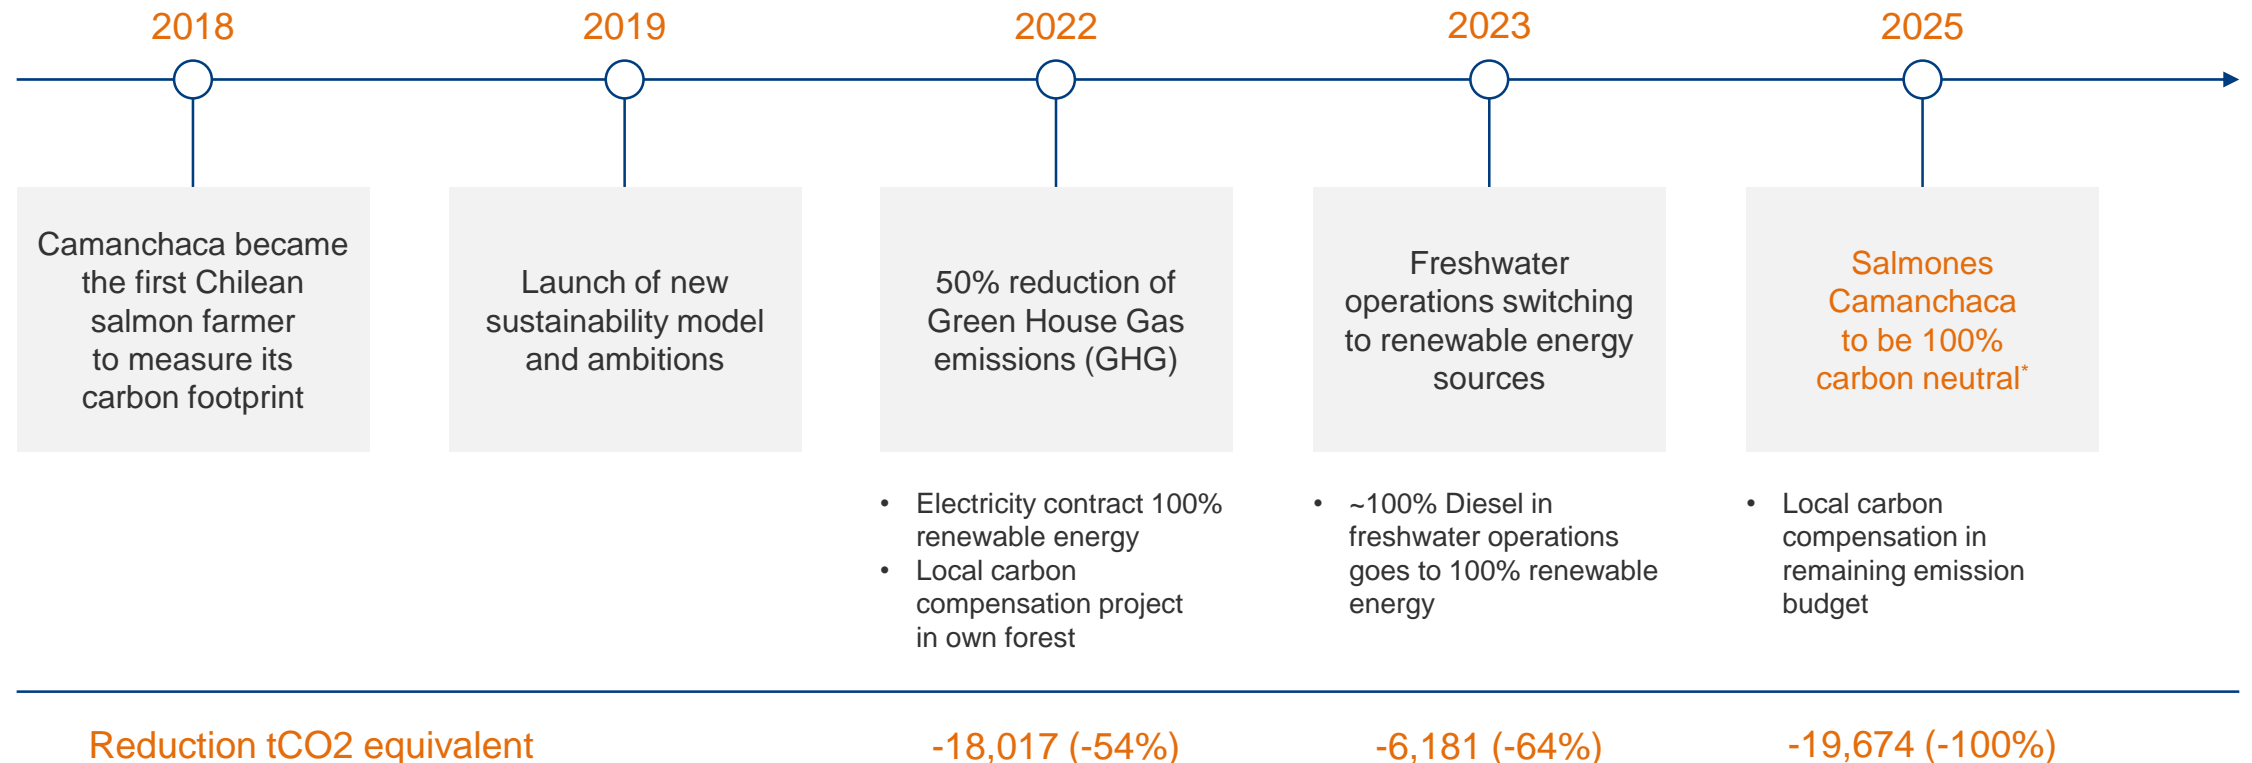 2018
2019
2022
2023
2025
Camanchaca became
the first Chilean
salmon farmer
to measure its
carbon footprint
Launch of new
sustainability model
and ambitions
50% reduction of
Green House Gas
emissions (GHG)
Freshwater
operations switching
to renewable energy
sources
Salmones
Camanchaca
to be 100%
carbon neutral*
• Electricity contract 100%
renewable energy
• Local carbon
compensation project
in own forest
• ~100% Diesel in
freshwater operations
goes to 100% renewable
energy
• Local carbon
compensation in
remaining emission
budget
Reduction tCO2 equivalent
-18,017 (-54%)
-6,181 (-64%)
-19,674 (-100%)